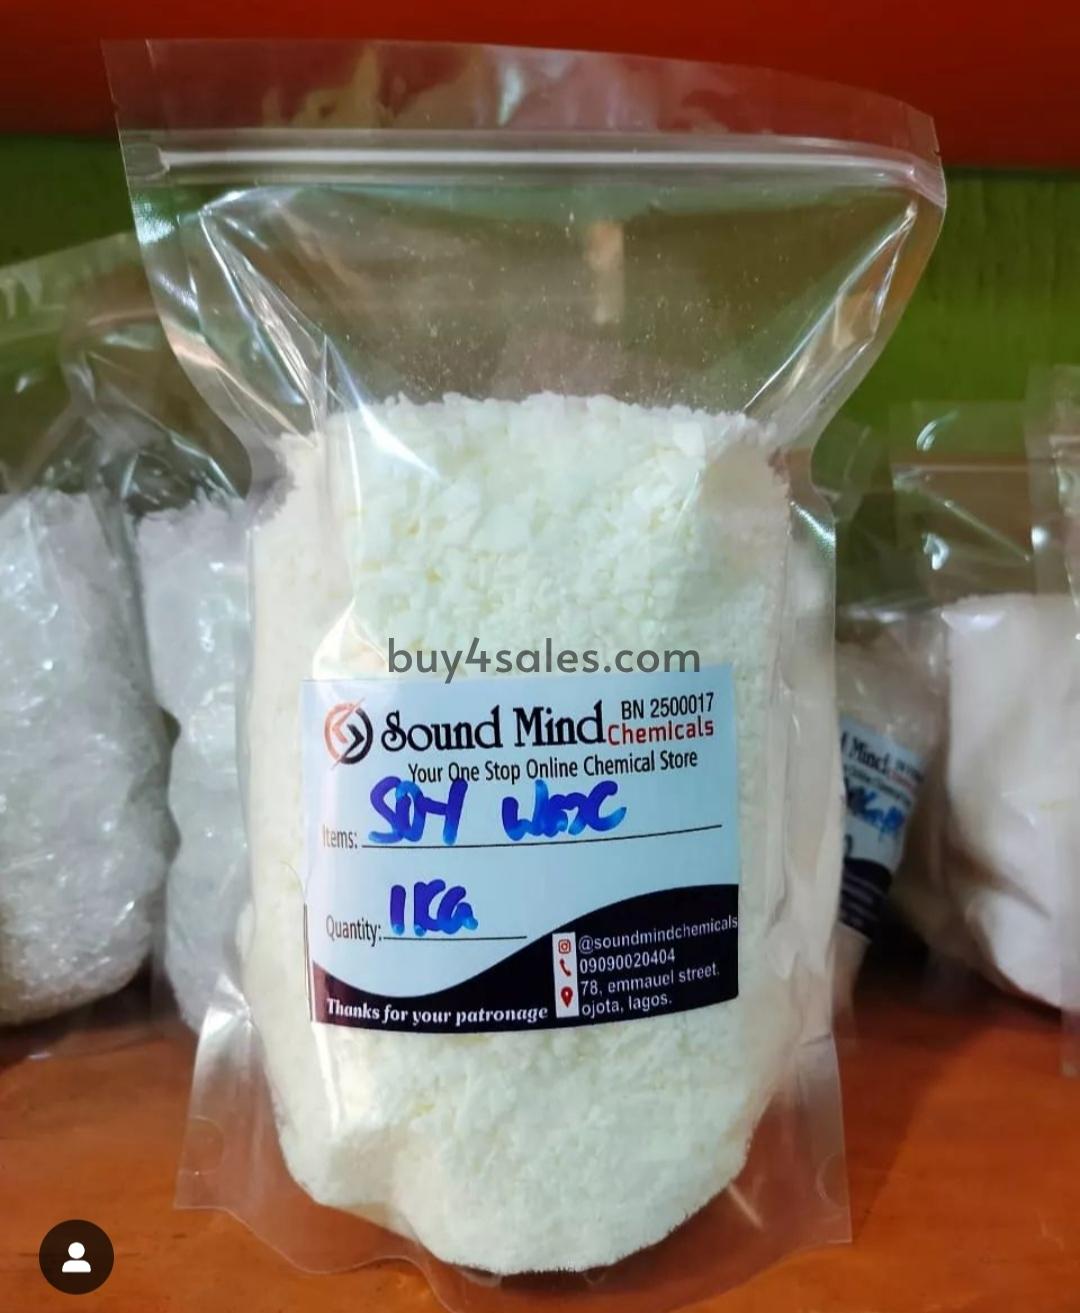 buy4sales.com
Sound Mind
BN 2500017
Chemicals
Your One Stop Online Chemical Store
Items: SOY Wax
Quantity: 1KG
@soundmindchemicals
09090020404
78, emmauel street.
ojota, lagos.
Thanks for your patronage